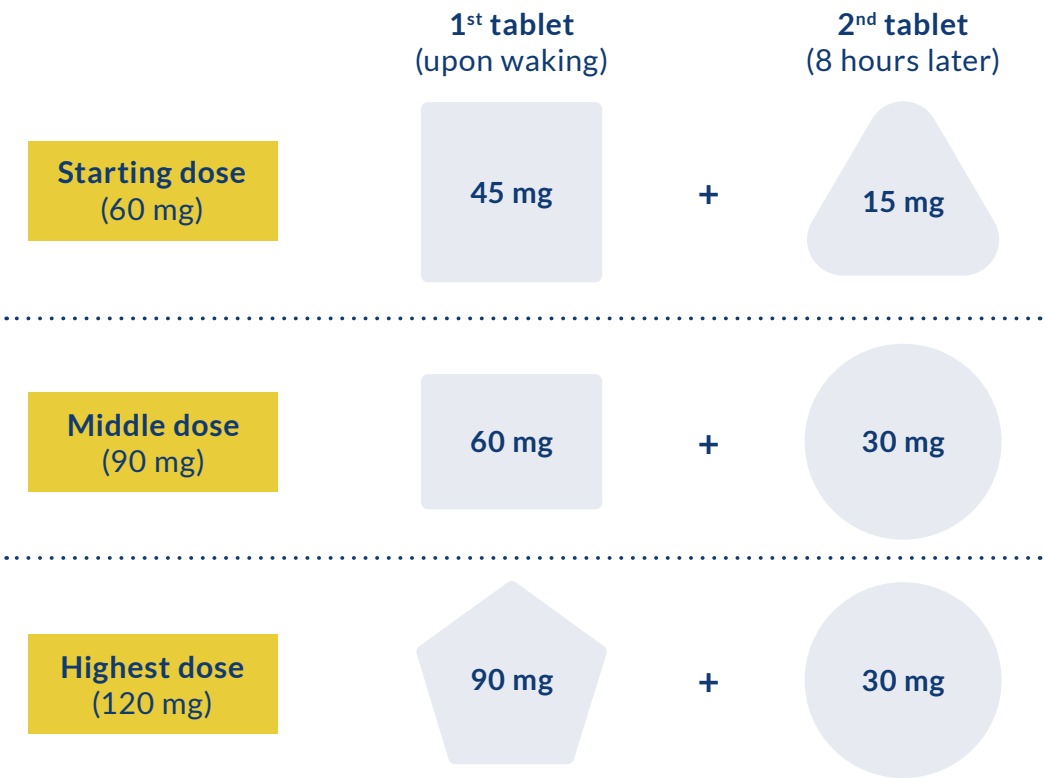 1st tablet
(upon waking)
2nd tablet
(8 hours later)
Starting dose
(60 mg)
45 mg
+
15 mg
Middle dose
(90 mg)
60 mg
+
30 mg
Highest dose
(120 mg)
90 mg
+
30 mg